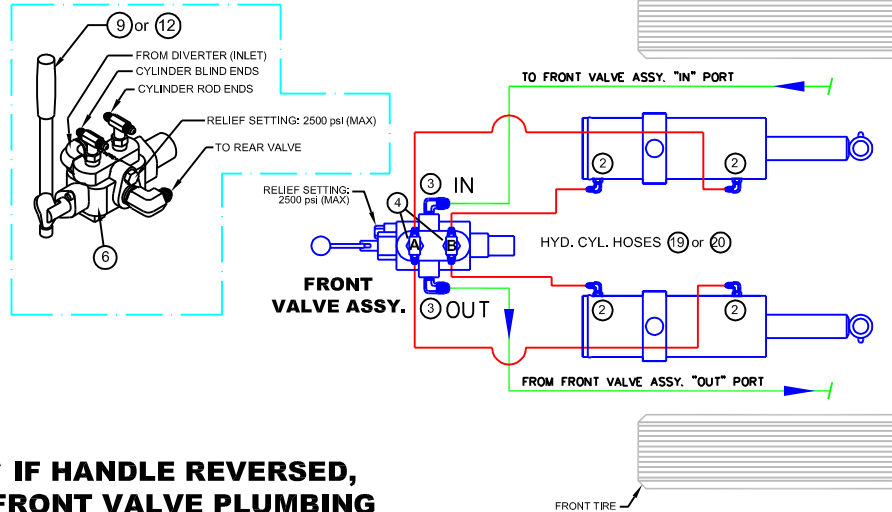 9 or 12
FROM DIVERTER (INLET)
CYLINDER BLIND ENDS
CYLINDER ROD ENDS
RELIEF SETTING: 2500 psi (MAX)
TO REAR VALVE
6
TO FRONT VALVE ASSY. "IN" PORT
2
2
3 IN
RELIEF SETTING:
2500 psi (MAX)
4
A
B
HYD. CYL. HOSES 19 or 20
FRONT
VALVE ASSY.
3 OUT
2
2
FROM FRONT VALVE ASSY. "OUT" PORT
IF HANDLE REVERSED,
FRONT VALVE PLUMBING
FRONT TIRE